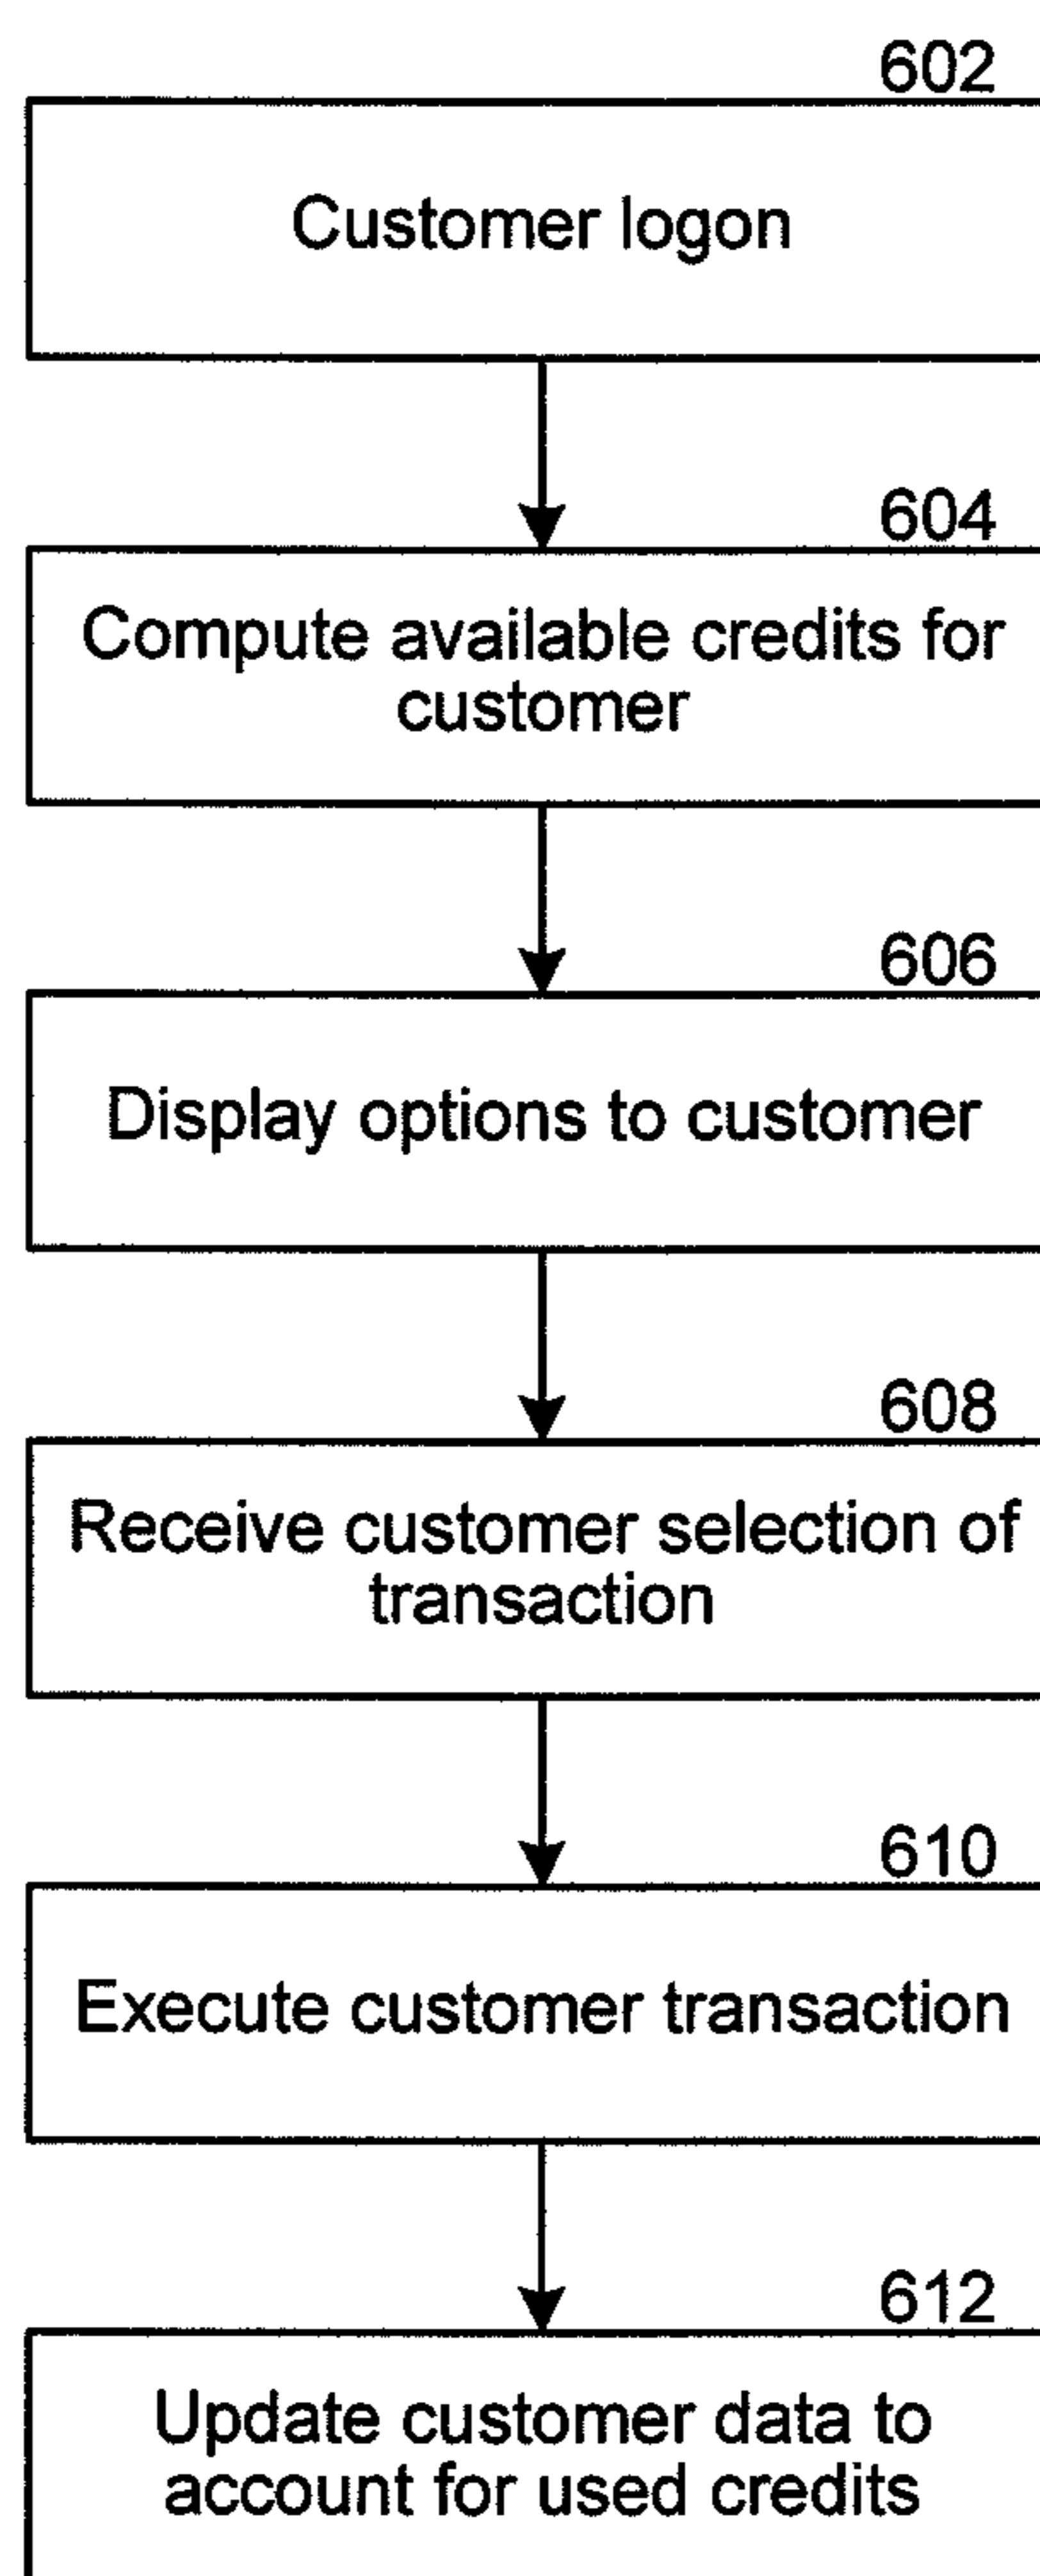 602
Customer logon
604
Compute available credits for
customer
606
Display options to customer
608
Receive customer selection of
transaction
610
Execute customer transaction
612
Update customer data to
account for used credits